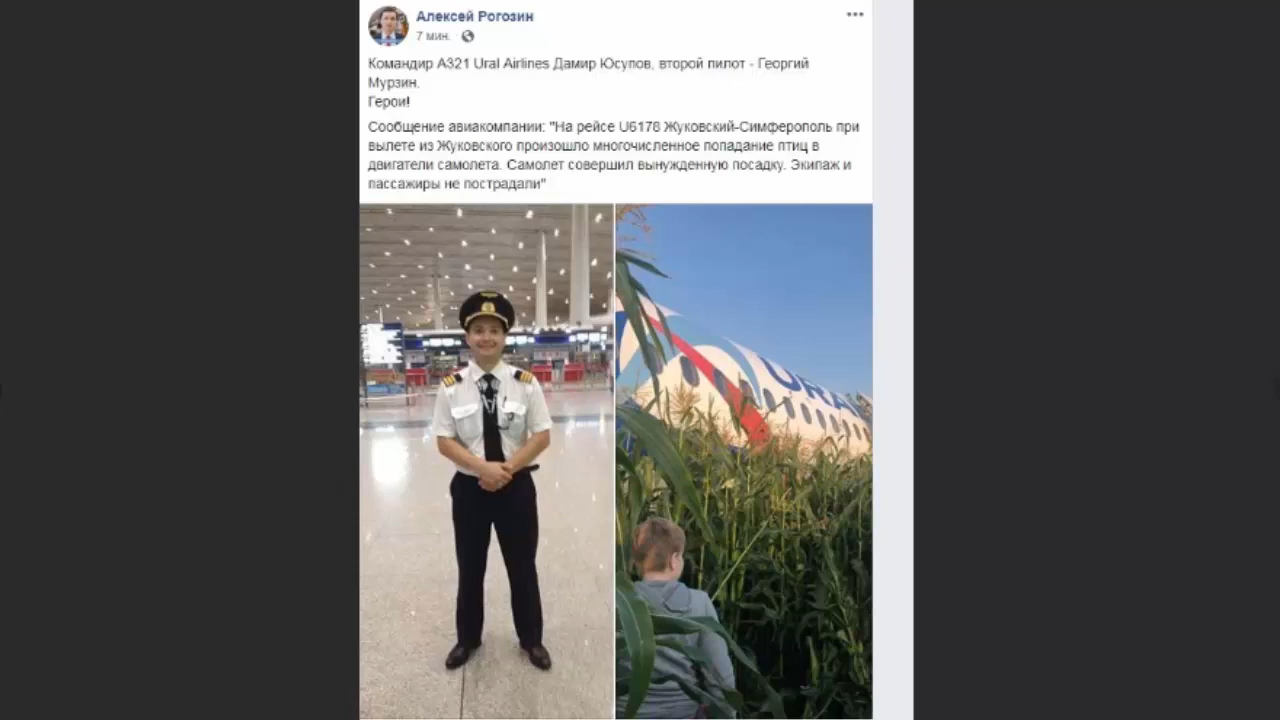 Алексей Рогозин
7 мин.
Командир А321 Ural Airlines Дамир Юсупов, второй пилот - Георгий
Мурзин.
Герои!
Сообщение авиакомпании: "На рейсе U6178 Жуковский-Симферополь при
вылете из Жуковского произошло многочисленное попадание птиц в
двигатели самолета. Самолет совершил вынужденную посадку. Экипаж и
пассажиры не пострадали"
URAL